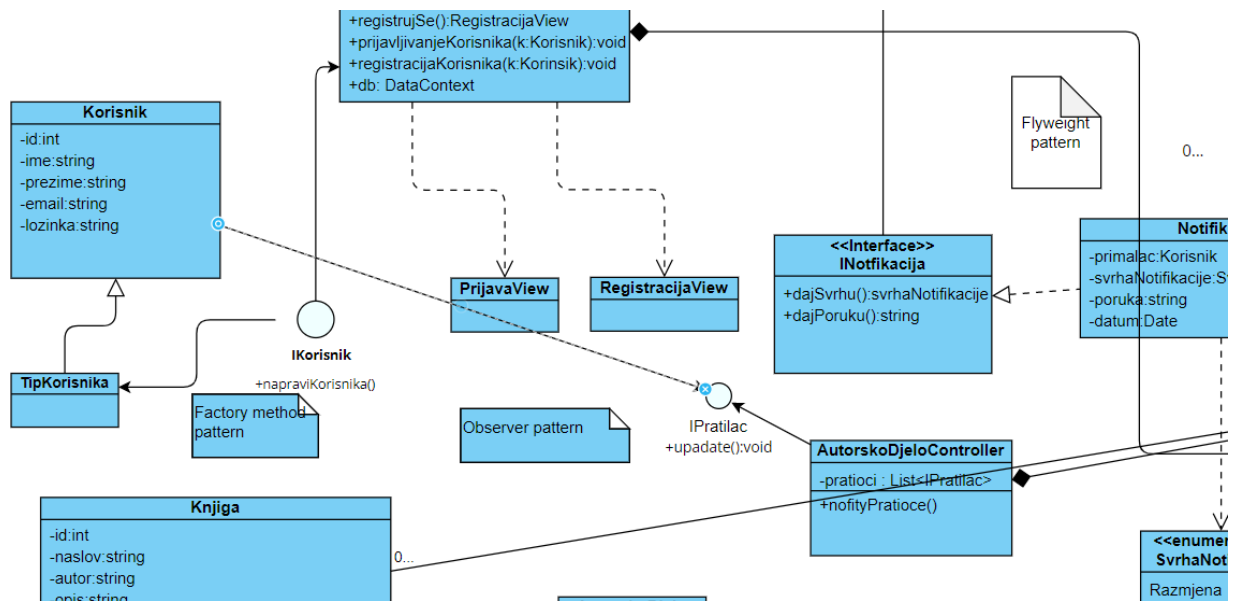 +registrujSe():RegistracijaView
+prijavljivanjeKorisnika(k:Korisnik):void
+registracijaKorisnika(k:Korinsik):void
+db: DataContext
Korisnik
-id:int
-ime:string
-prezime:string
-email:string
-lozinka:string
Flyweight
pattern
0...
<<Interface>>
INotfikacija
+dajSvrhu():svrhaNotifikacije
+dajPoruku():string
Notifik
-primalac:Korisnik
-svrhaNotifikacije:Sv
-poruka:string
-datum:Date
PrijavaView
RegistracijaView
IKorisnik
+napraviKorisnika()
TipKorisnika
Factory method
pattern
Observer pattern
IPratilac
+upadate():void
AutorskoDjeloController
-pratioci : List<IPratilac>
+nofityPratioce()
Knjiga
-id:int
-naslov:string
-autor:string
-opis:string
0...
<<enumer
SvrhaNot
Razmjena